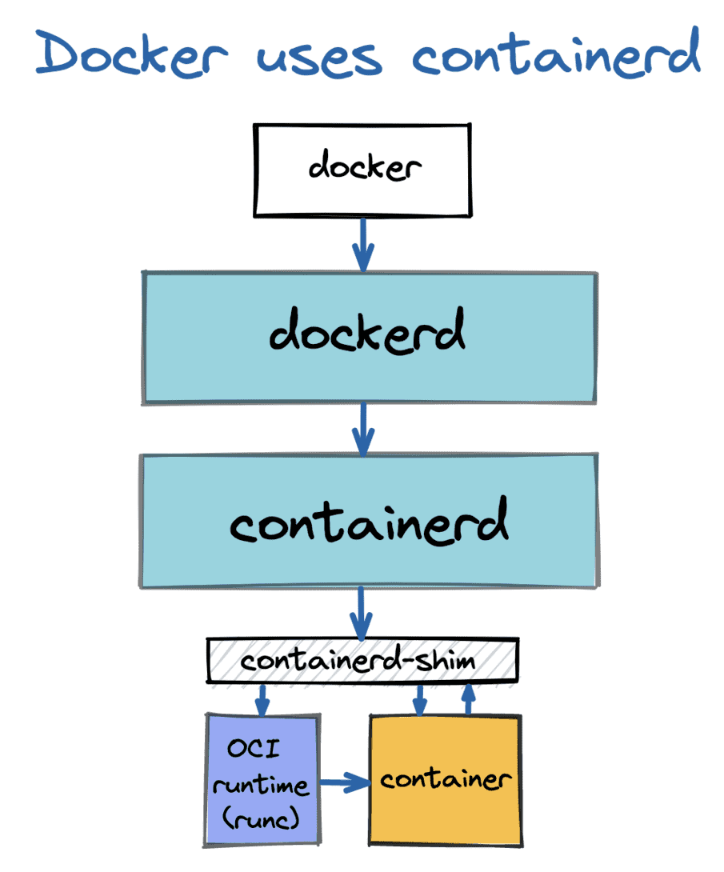 Docker uses containerd
docker
dockerd
containerd
containerd-shim
OCI
runtime
(runc)
container